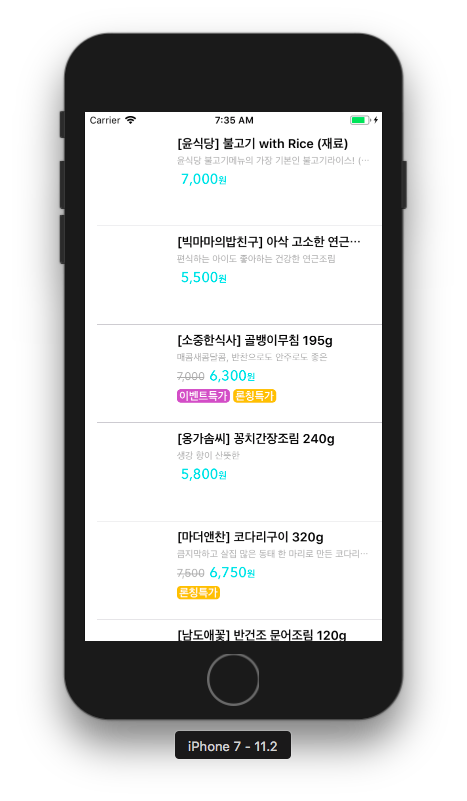 Carrier 7:35 AM
[윤식당] 불고기 with Rice (재료)
윤식당 불고기메뉴의 가장 기본인 불고기라이스! (…
7,000원
[빅마마의밥친구] 아삭 고소한 연근…
편식하는 아이도 좋아하는 건강한 연근조림
5,500원
[소중한식사] 골뱅이무침 195g
매콤새콤달콤, 반찬으로도 안주로도 좋은
7,000 6,300원
이벤트특가 론칭특가
[옹가솜씨] 꽁치간장조림 240g
생강 향이 산뜻한
5,800원
[마더앤찬] 코다리구이 320g
큼지막하고 살집 많은 동태 한 마리로 만든 코다리…
7,500 6,750원
론칭특가
[남도애꽃] 반건조 문어조림 120g
iPhone 7 - 11.2